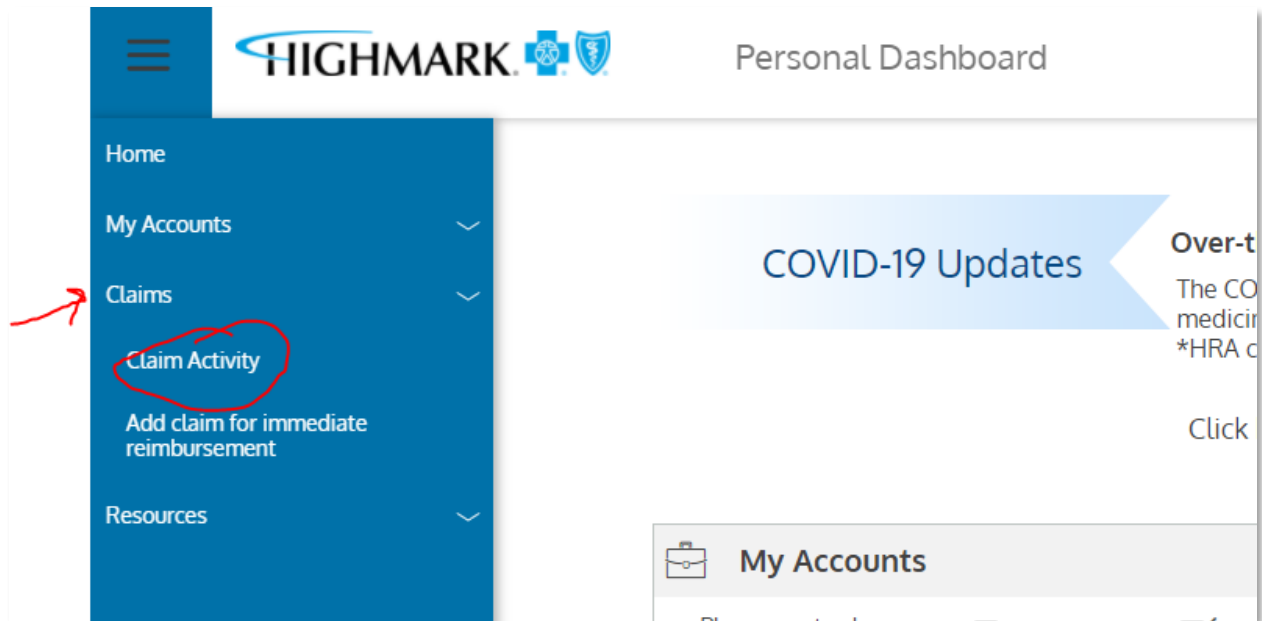 HIGHMARK.
Personal Dashboard
Home
My Accounts
Claims
Claim Activity
Add claim for immediate
reimbursement
Resources
COVID-19 Updates
Over-t
The CO
medicin
*HRA c
Click
My Accounts